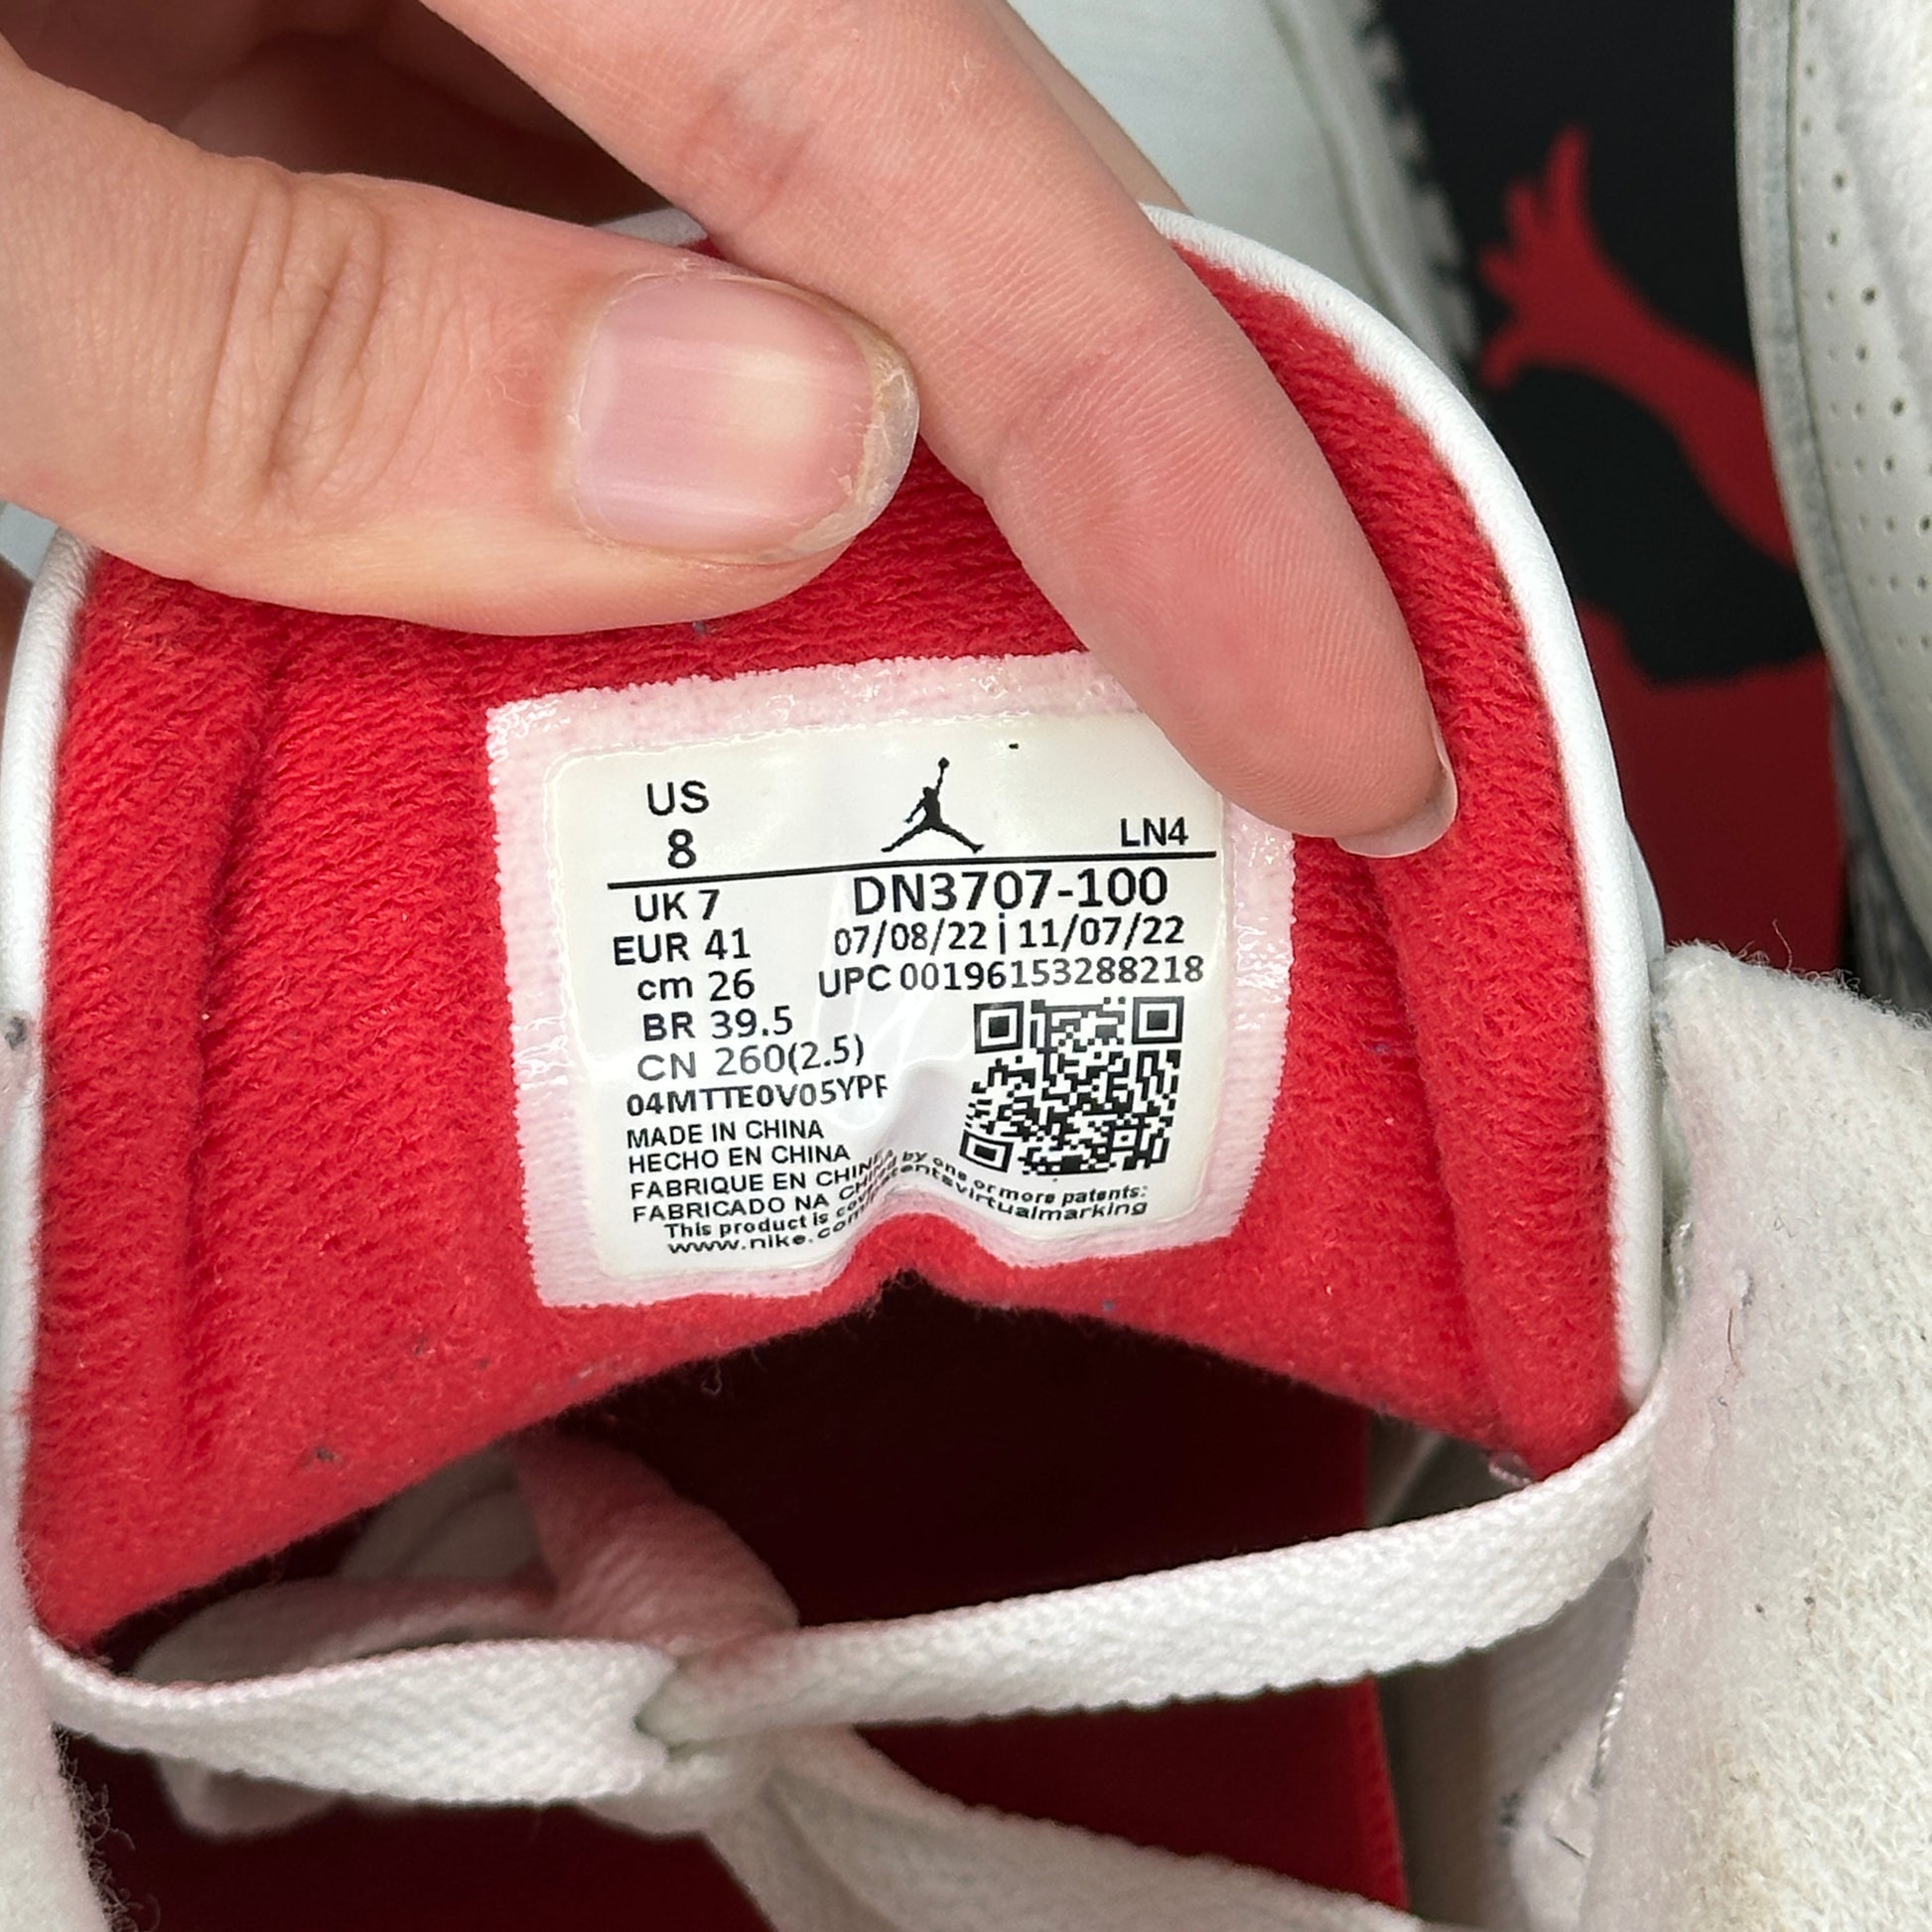 US
8
LN4
UK 7
DN3707-100
EUR 41
07/08/22 | 11/07/22
cm 26
UPC 00196153288218
BR 39.5
CN 260(2.5)
04MTTE0V05YPF
MADE IN CHINA
HECHO EN CHINA
FABRIQUE EN CHINE
FABRICADO NA CHINA
This product is covered by one or more patents:
www.nike.com/patentsvirtualmarking